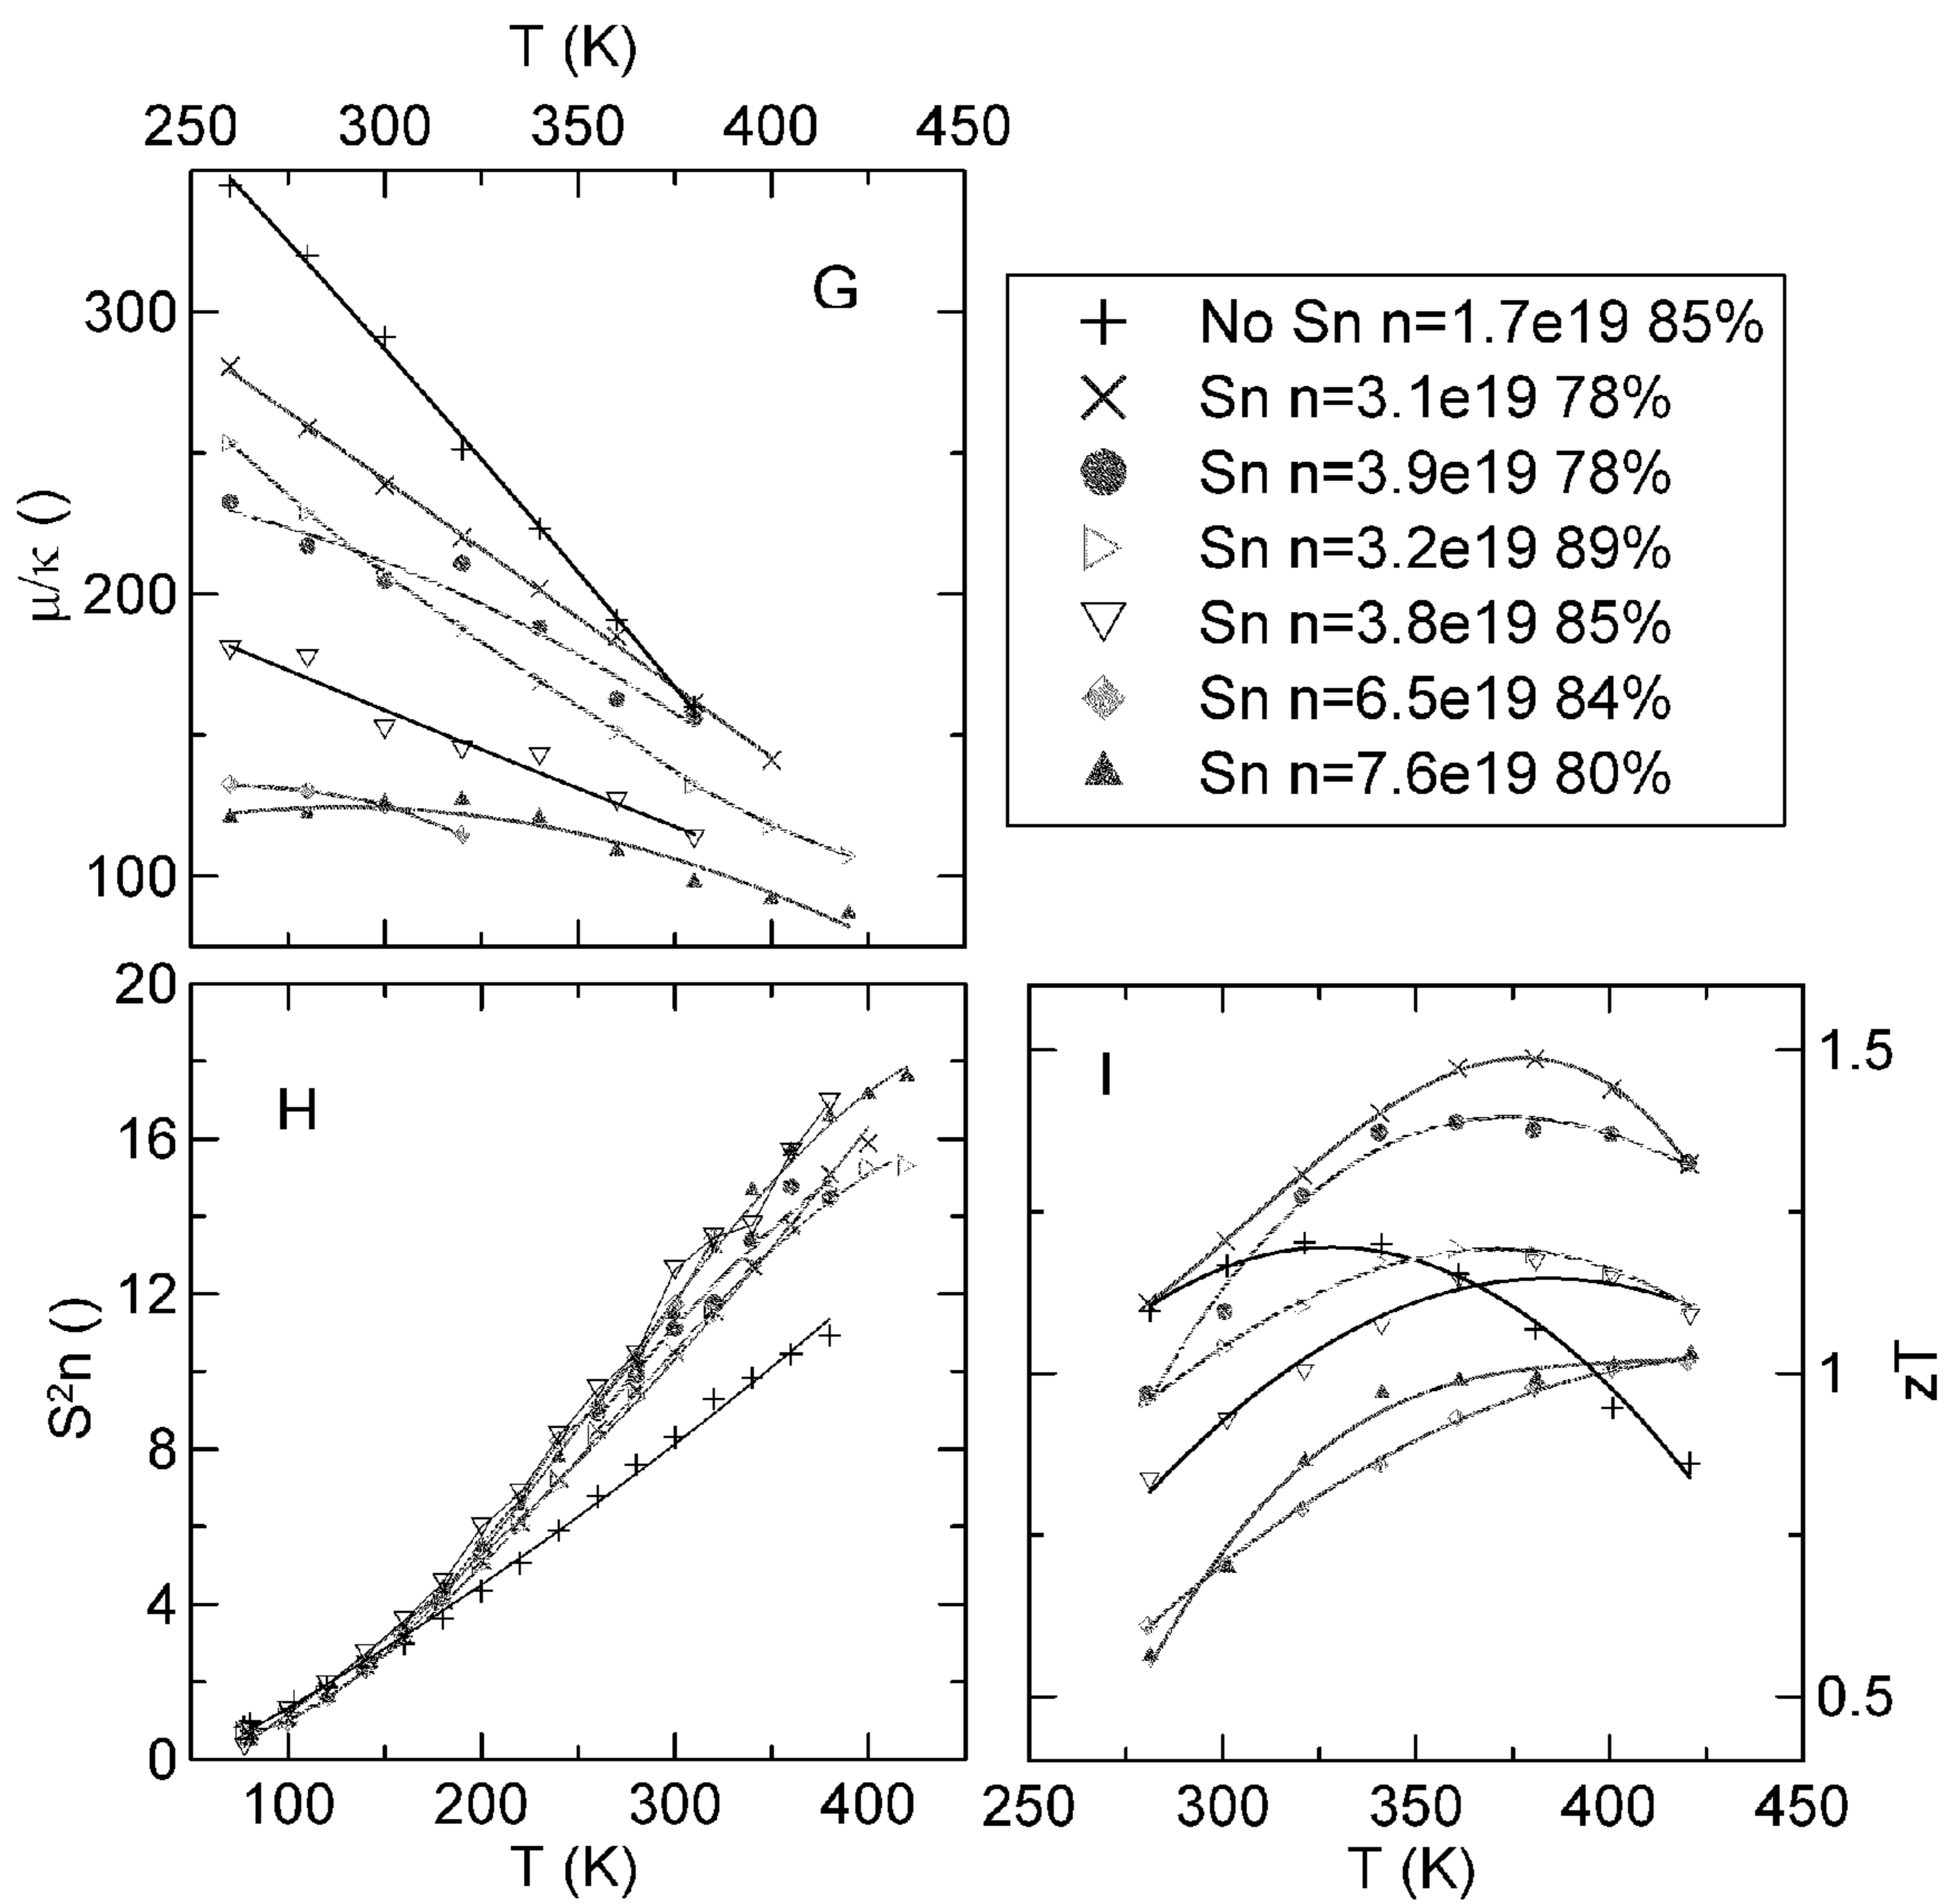 T (K)
250 300 350 400 450
G
300
200
100
μ/κ ()
No Sn n=1.7e19 85%
Sn n=3.1e19 78%
Sn n=3.9e19 78%
Sn n=3.2e19 89%
Sn n=3.8e19 85%
Sn n=6.5e19 84%
Sn n=7.6e19 80%
H
20
16
12
8
4
0
S²n ()
100 200 300 400
T (K)
I
1.5
1
0.5
zT
250 300 350 400 450
T (K)